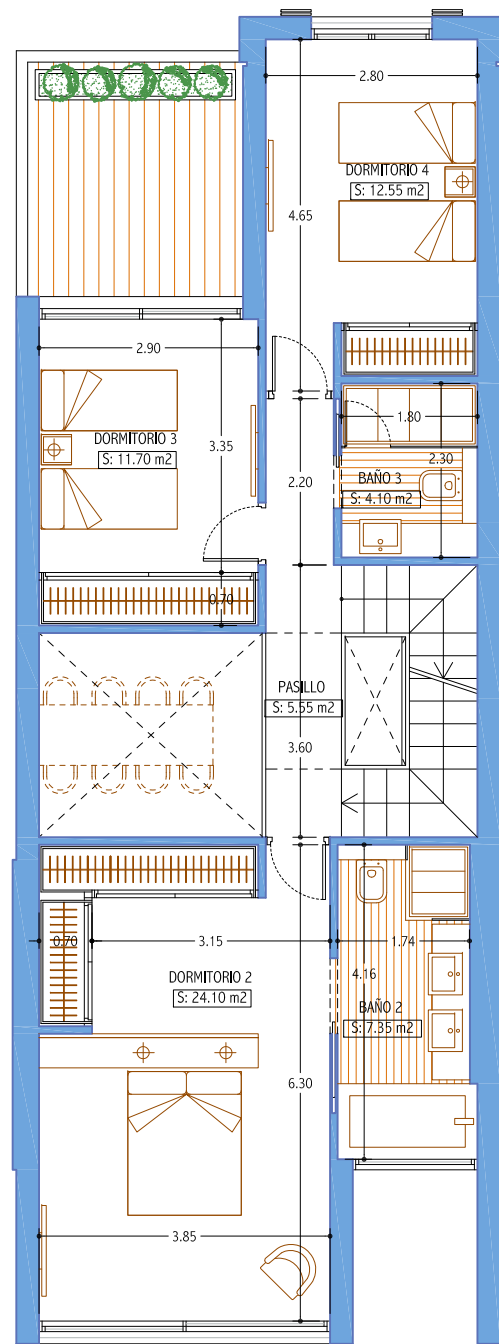 2.80
DORMITORIO 4
S: 12.55 m2
4.65
2.90
1.80
DORMITORIO 3
S: 11.70 m2
3.35
2.30
BAÑO 3
S: 4.10 m2
2.20
0.70
PASILLO
S: 5.55 m2
3.60
0.70
3.15
1.74
4.16
DORMITORIO 2
S: 24.10 m2
BAÑO 2
S: 7.35 m2
6.30
3.85